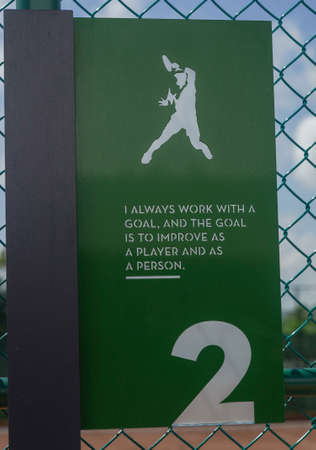 I ALWAYS WORK WITH A
GOAL, AND THE GOAL
IS TO IMPROVE AS
A PLAYER AND AS
A PERSON.
2